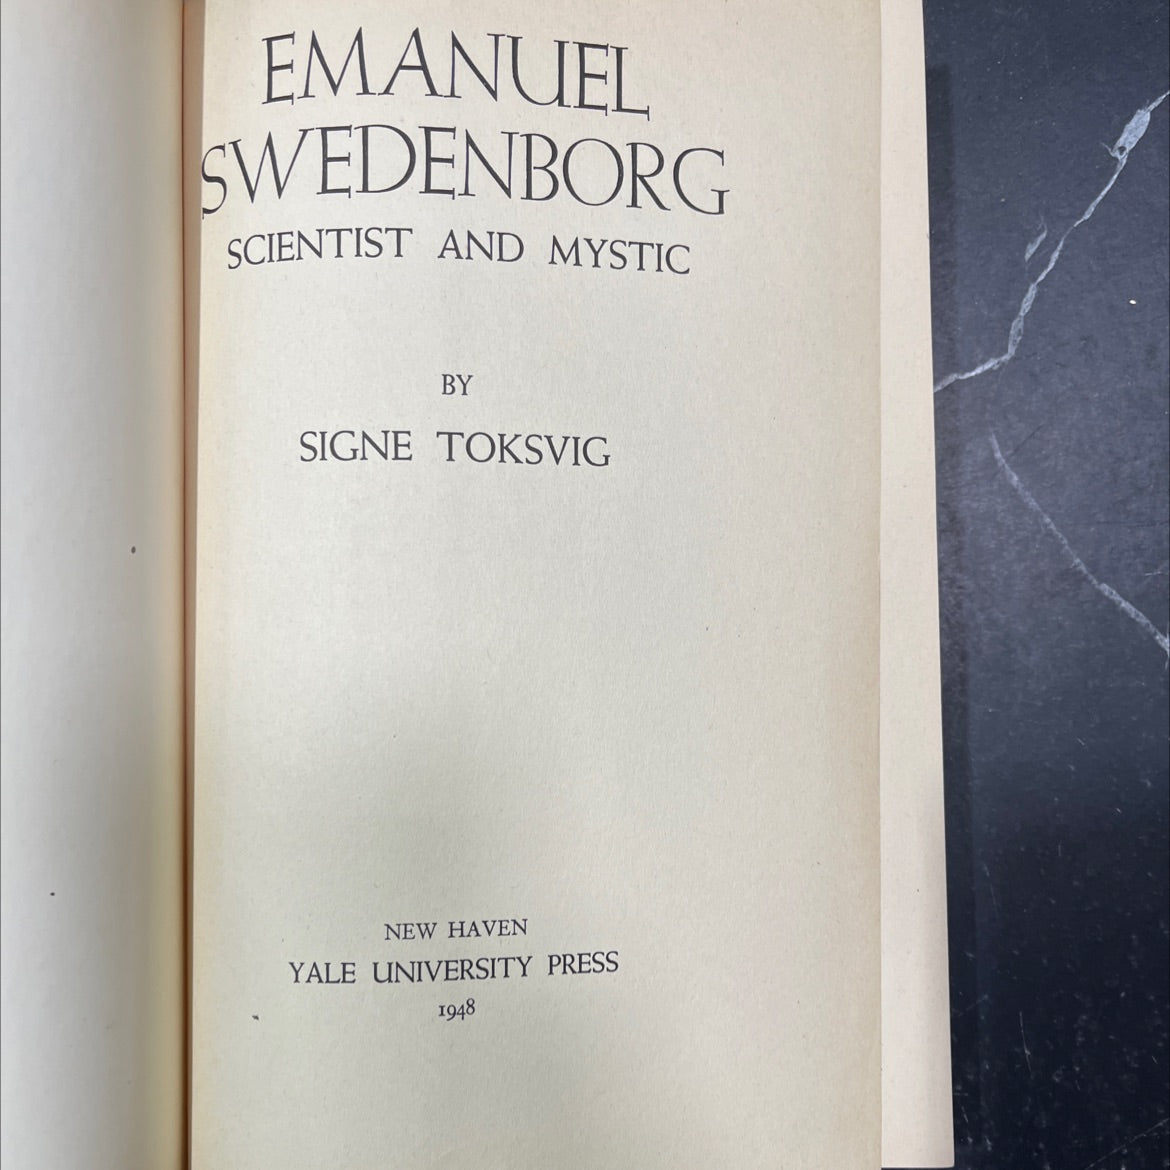 EMANUEL
SWEDENBORG
SCIENTIST AND MYSTIC
BY
SIGNE TOKSVIG
NEW HAVEN
YALE UNIVERSITY PRESS
1948